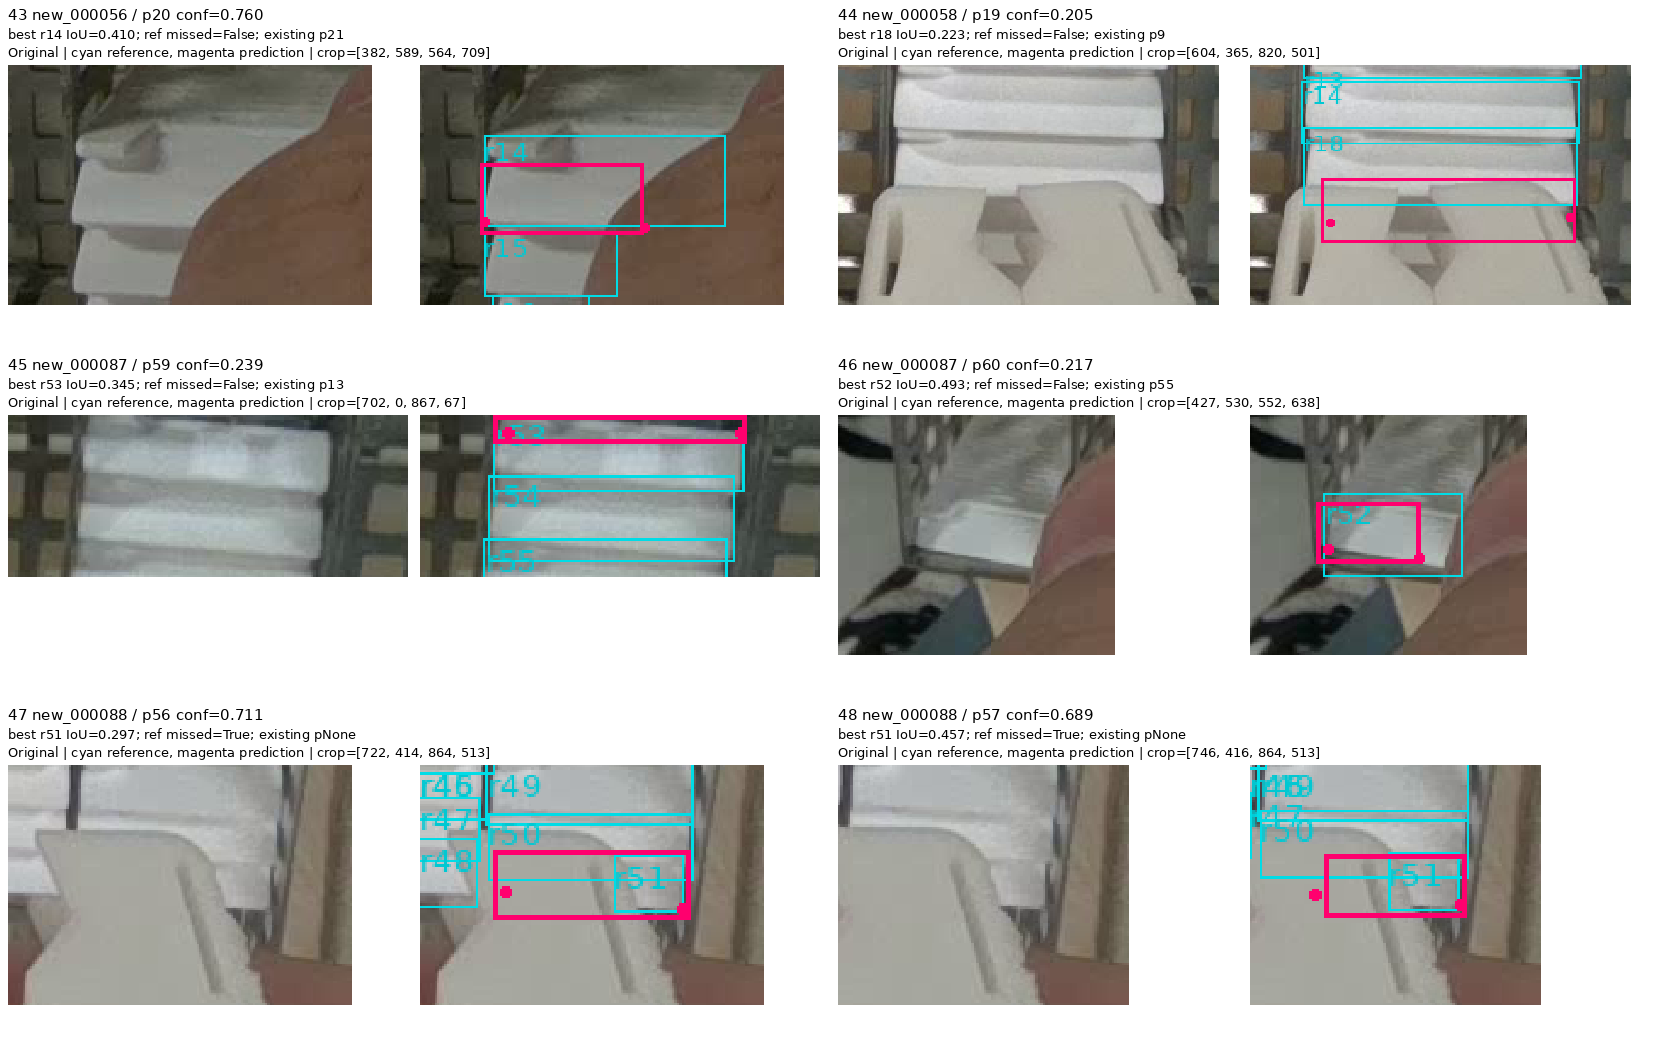 43 new_000056 / p20 conf=0.760
best r14 IoU=0.410; ref missed=False; existing p21
Original | cyan reference, magenta prediction | crop=[382, 589, 564, 709]
r14
r15
44 new_000058 / p19 conf=0.205
best r18 IoU=0.223; ref missed=False; existing p9
Original | cyan reference, magenta prediction | crop=[604, 365, 820, 501]
r13
r14
r18
45 new_000087 / p59 conf=0.239
best r53 IoU=0.345; ref missed=False; existing p13
Original | cyan reference, magenta prediction | crop=[702, 0, 867, 67]
r53
r54
r55
46 new_000087 / p60 conf=0.217
best r52 IoU=0.493; ref missed=False; existing p55
Original | cyan reference, magenta prediction | crop=[427, 530, 552, 638]
r52
47 new_000088 / p56 conf=0.711
best r51 IoU=0.297; ref missed=True; existing pNone
Original | cyan reference, magenta prediction | crop=[722, 414, 864, 513]
r49
r47
r50
r48
r51
48 new_000088 / p57 conf=0.689
best r51 IoU=0.457; ref missed=True; existing pNone
Original | cyan reference, magenta prediction | crop=[746, 416, 864, 513]
r50
r51